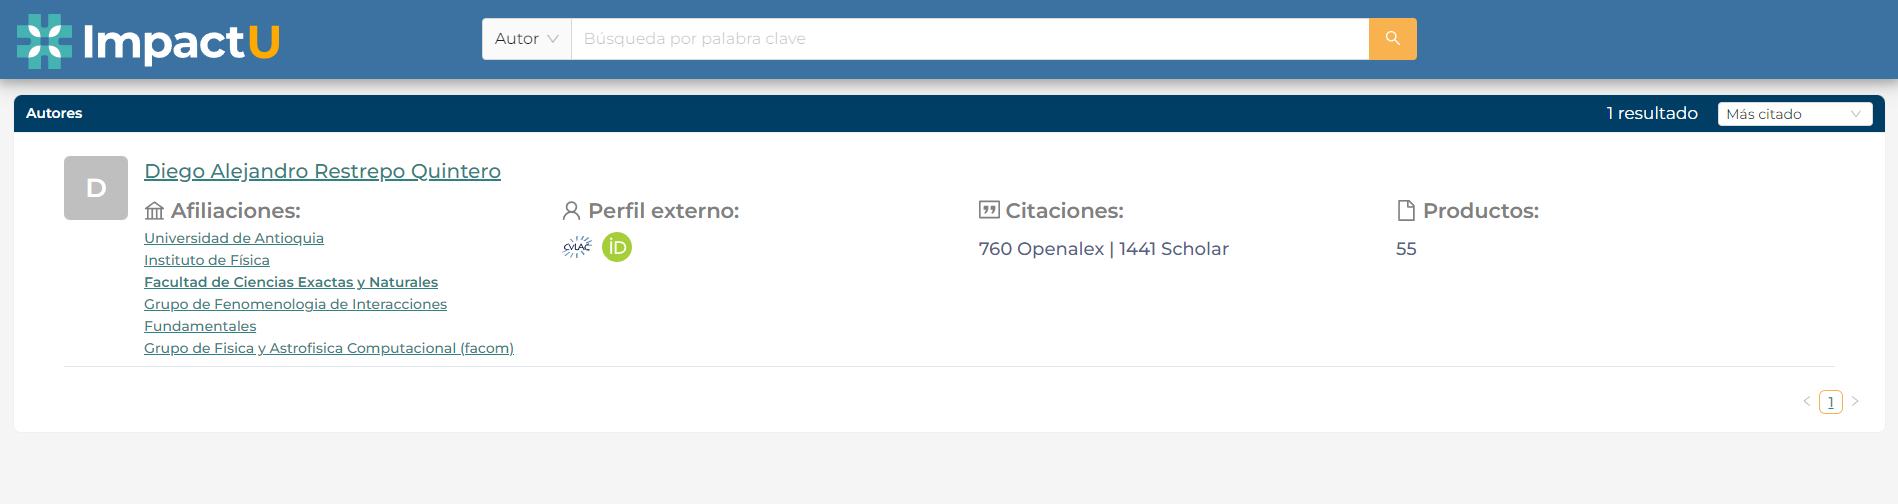 ImpactU
Autor
Búsqueda por palabra clave
Autores
1 resultado
Más citado
D
Diego Alejandro Restrepo Quintero
Afiliaciones:
Universidad de Antioquia
Instituto de Física
Facultad de Ciencias Exactas y Naturales
Grupo de Fenomenologia de Interacciones
Fundamentales
Grupo de Fisica y Astrofisica Computacional (facom)
Perfil externo:
CVLAC
iD
Citaciones:
760 Openalex | 1441 Scholar
Productos:
55
< 1 >